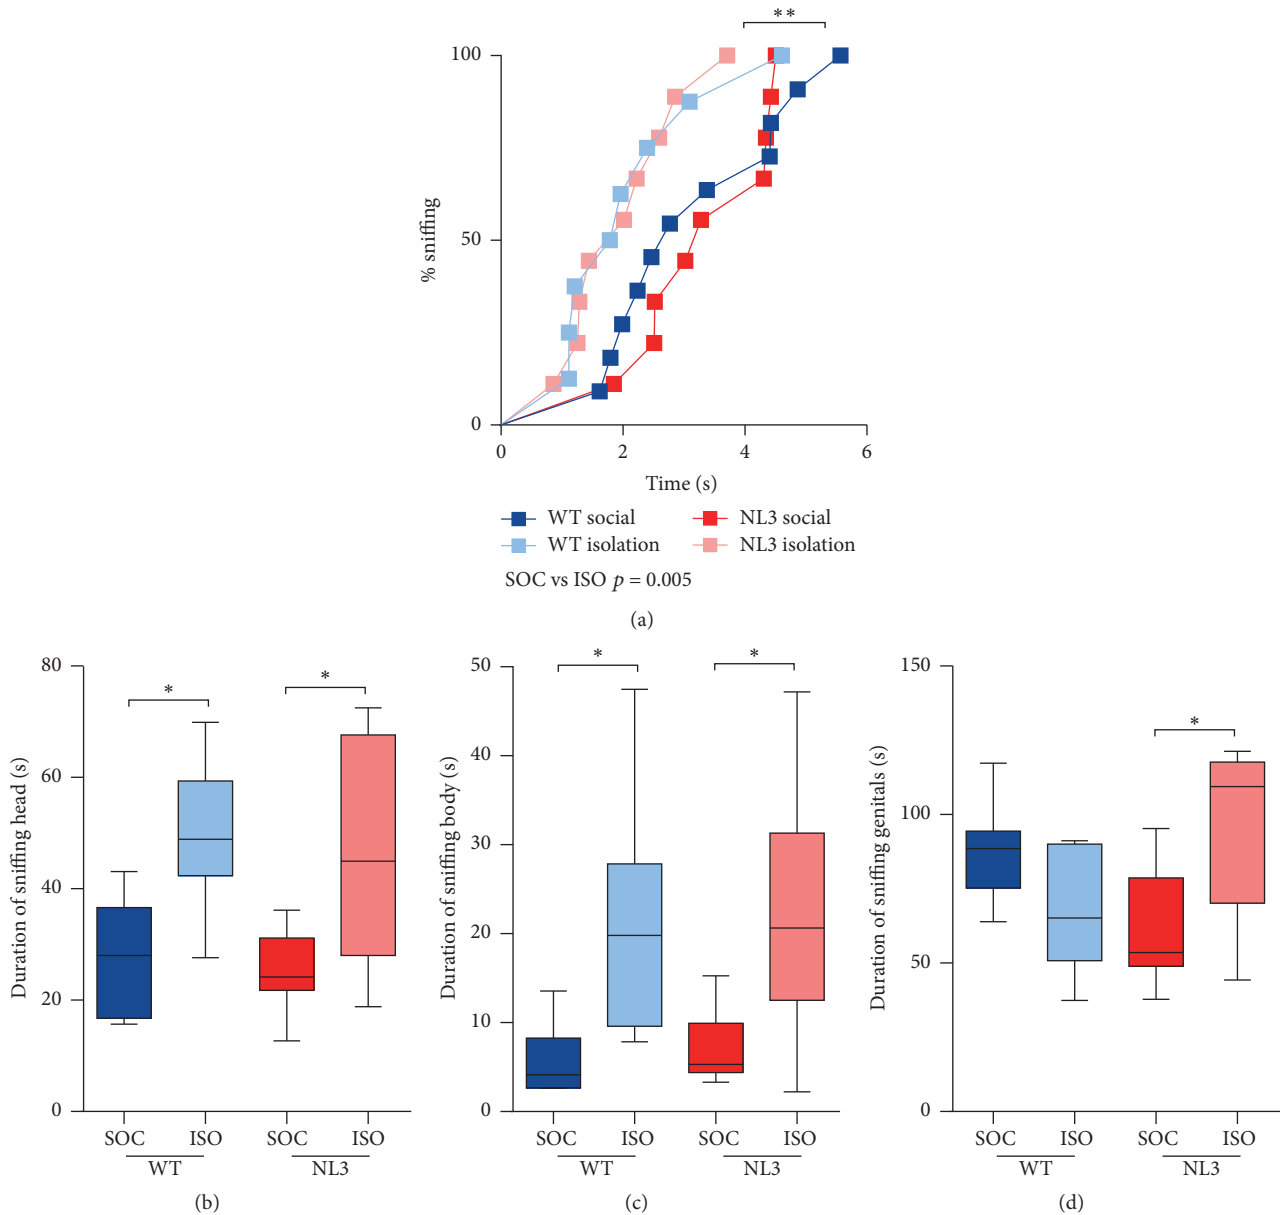 **
100
50
0
% sniffing
0 2 4 6
Time (s)
WT social NL3 social
WT isolation NL3 isolation
SOC vs ISO p = 0.005
(a)
80
60
40
20
0
Duration of sniffing head (s)
* *
SOC ISO SOC ISO
WT NL3
(b)
50
40
30
20
10
0
Duration of sniffing body (s)
* *
SOC ISO SOC ISO
WT NL3
(c)
150
100
50
0
Duration of sniffing genitals (s)
*
SOC ISO SOC ISO
WT NL3
(d)